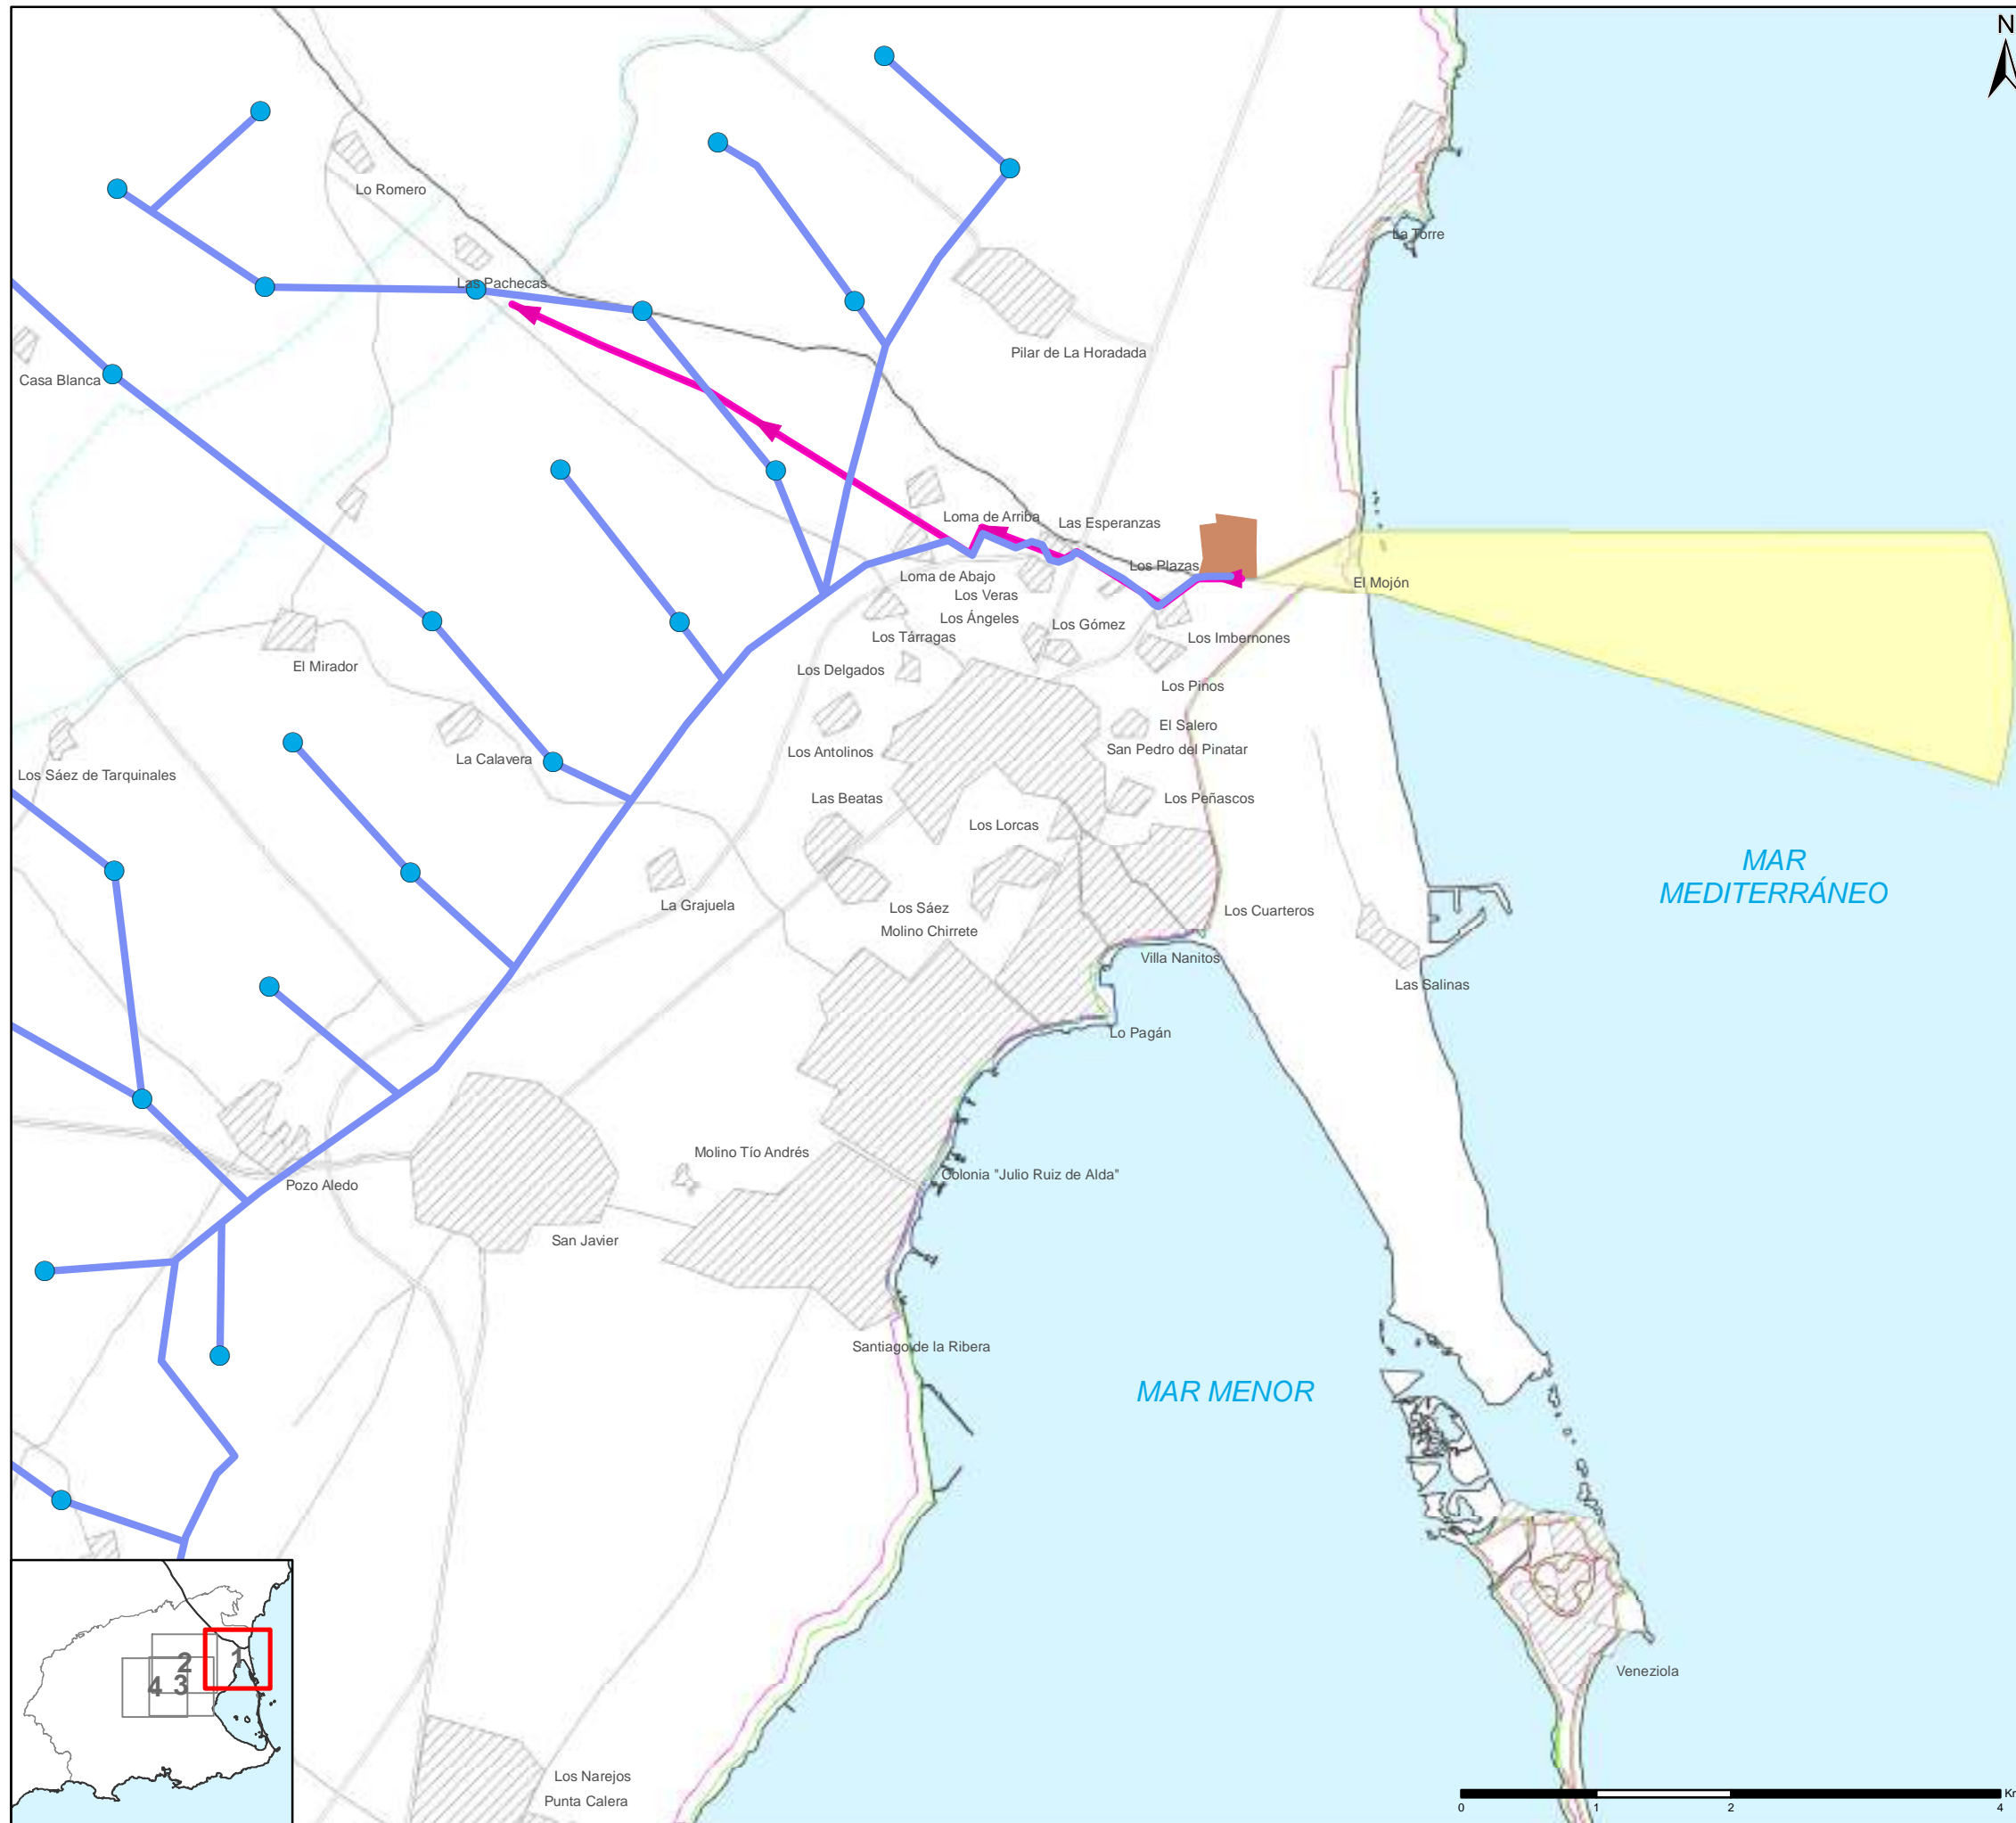 N
Lo Romero
La Torre
Las Pachecas
Pilar de La Horadada
Casa Blanca
Loma de Arriba
Las Esperanzas
Los Plazas
Loma de Abajo
El Mojón
Los Veras
Los Ángeles
Los Gómez
Los Tárragas
Los Imbernones
El Mirador
Los Delgados
Los Pinos
El Salero
Los Antolinos
San Pedro del Pinatar
La Calavera
Los Sáez de Tarquinales
Las Beatas
Los Peñascos
Los Lorcas
MAR
MEDITERRÁNEO
La Grajuela
Los Sáez
Los Cuarteros
Molino Chirrete
Villa Nanitos
Las Salinas
Lo Pagán
Molino Tío Andrés
Colonia "Julio Ruiz de Alda"
Pozo Aledo
San Javier
Santiago de la Ribera
MAR MENOR
1
2
3
4
Veneziola
Los Narejos
Punta Calera
Km
0 1 2 4